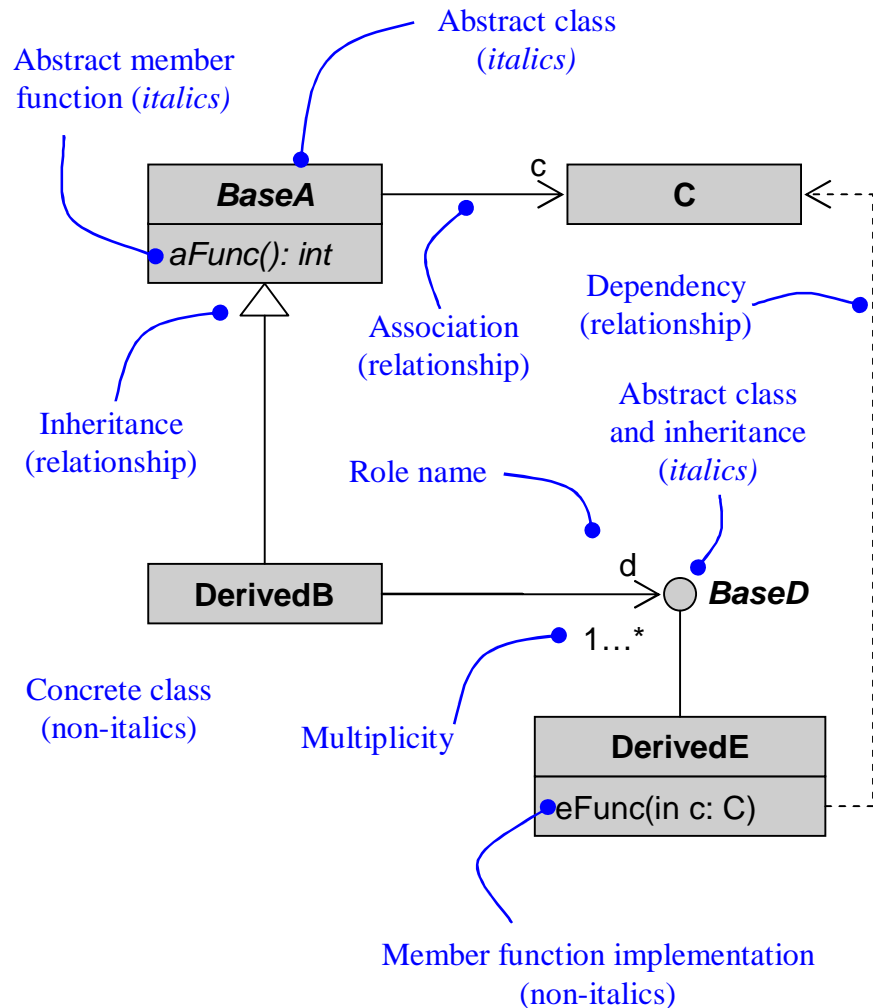 Abstract class
(italics)
Abstract member
function (italics)
BaseA
c
C
aFunc(): int
Dependency
(relationship)
Association
(relationship)
Inheritance
(relationship)
Abstract class
and inheritance
(italics)
Role name
DerivedB
d
BaseD
1…*
Concrete class
(non-italics)
Multiplicity
DerivedE
eFunc(in c: C)
Member function implementation
(non-italics)